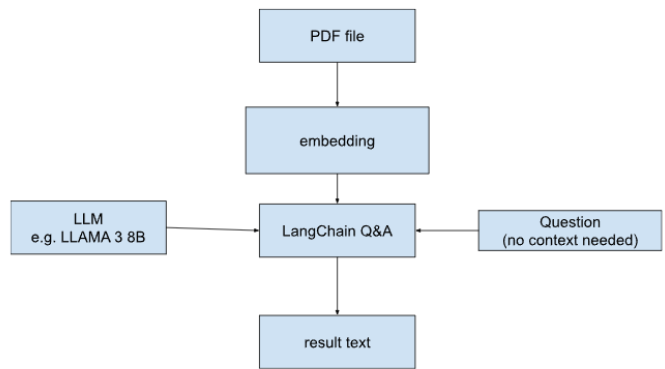 PDF file
embedding
LLM
e.g. LLAMA 3 8B
LangChain Q&A
Question
(no context needed)
result text